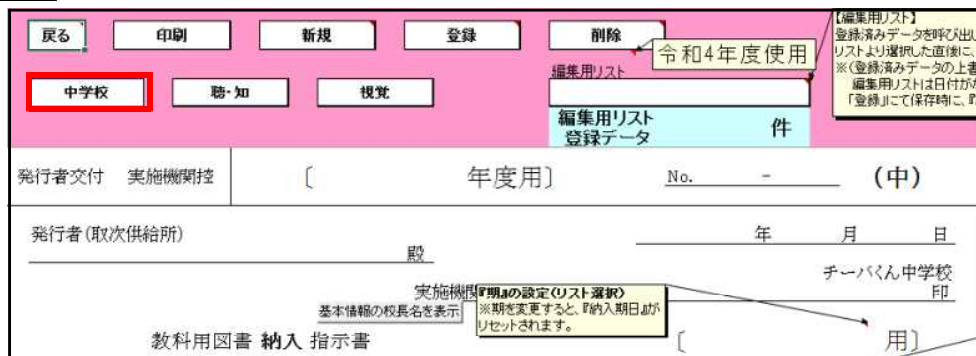 戻る 印刷 新規 登録 削除
令和4年度使用
【編集用リスト】
登録済みデータを呼び出し
リストより選択した直後に、
※(登録済みデータの上書
編集用リストは日付が
「登録」にて保存時に、
編集用リスト
中学校 聴・知 視覚
編集用リスト
登録データ 件
発行者交付 実施機関控 〔 年度用〕 No. - (中)
発行者(取次供給所)
殿
年 月 日
チーバくん中学校
実施機関 印
基本情報の校長名を表示
『期』の設定(リスト選択)
※期を変更すると、『納入期日』が
リセットされます。
教科用図書 納入 指示書 〔 用〕